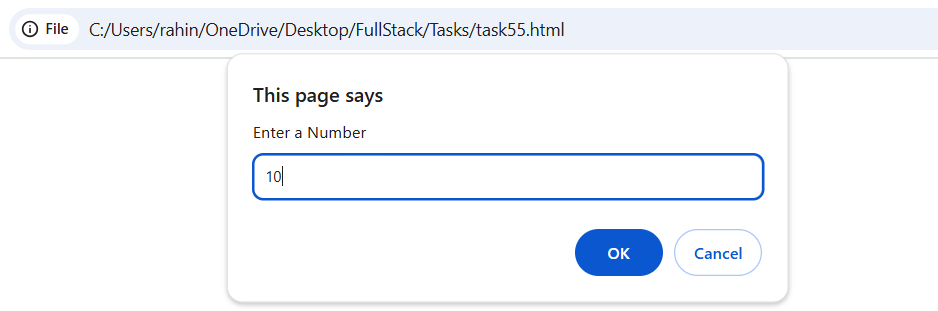 File C:/Users/rahin/OneDrive/Desktop/FullStack/Tasks/task55.html
This page says
Enter a Number
10
OK Cancel